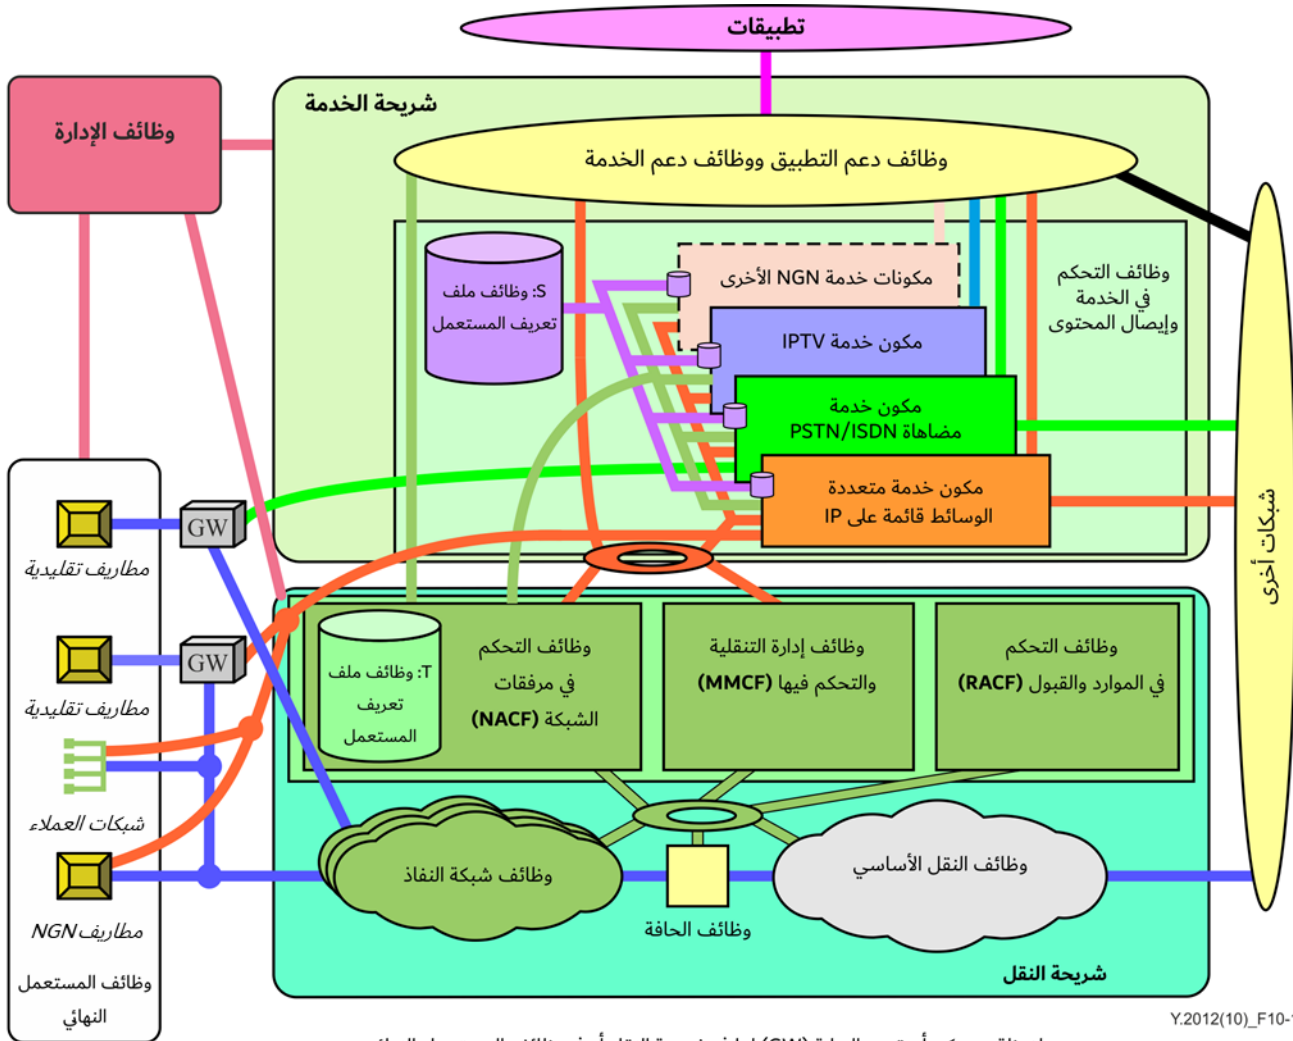 تطبيقات
شريحة الخدمة
وظائف الإدارة
وظائف دعم التطبيق ووظائف دعم الخدمة
S: وظائف ملف
تعريف المستعمل
مكونات خدمة NGN الأخرى
وظائف التحكم
في الخدمة
وإيصال المحتوى
مكون خدمة IPTV
مكون خدمة
مضاهاة PSTN/ISDN
مكون خدمة متعددة
الوسائط قائمة على IP
شبكات أخرى
GW
مطاريف تقليدية
GW
مطاريف تقليدية
شبكات العملاء
مطاريف NGN
وظائف المستعمل
النهائي
T: وظائف ملف
تعريف
المستعمل
وظائف التحكم
في مرفقات
الشبكة (NACF)
وظائف إدارة التنقلية
والتحكم فيها (MMCF)
وظائف التحكم
في الموارد والقبول (RACF)
وظائف شبكة النفاذ
وظائف الحافة
وظائف النقل الأساسي
شريحة النقل
Y.2012(10)_F10-